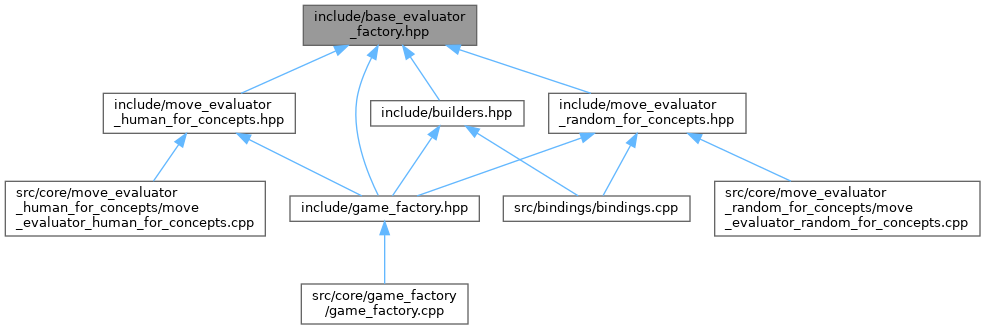 include/base_evaluator
_factory.hpp
include/move_evaluator
_human_for_concepts.hpp
include/builders.hpp
include/move_evaluator
_random_for_concepts.hpp
src/core/move_evaluator
_human_for_concepts/move
_evaluator_human_for_concepts.cpp
include/game_factory.hpp
src/bindings/bindings.cpp
src/core/move_evaluator
_random_for_concepts/move
_evaluator_random_for_concepts.cpp
src/core/game_factory
/game_factory.cpp